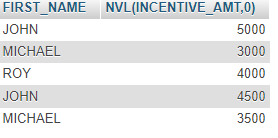 FIRST_NAME NVL(INCENTIVE_AMT,0)
JOHN 5000
MICHAEL 3000
ROY 4000
JOHN 4500
MICHAEL 3500